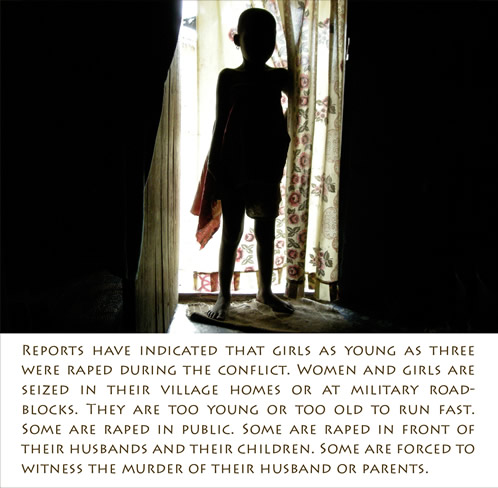 Reports have indicated that girls as young as three
were raped during the conflict. Women and girls are
seized in their village homes or at military road-
blocks. They are too young or too old to run fast.
Some are raped in public. Some are raped in front of
their husbands and their children. Some are forced to
witness the murder of their husband or parents.